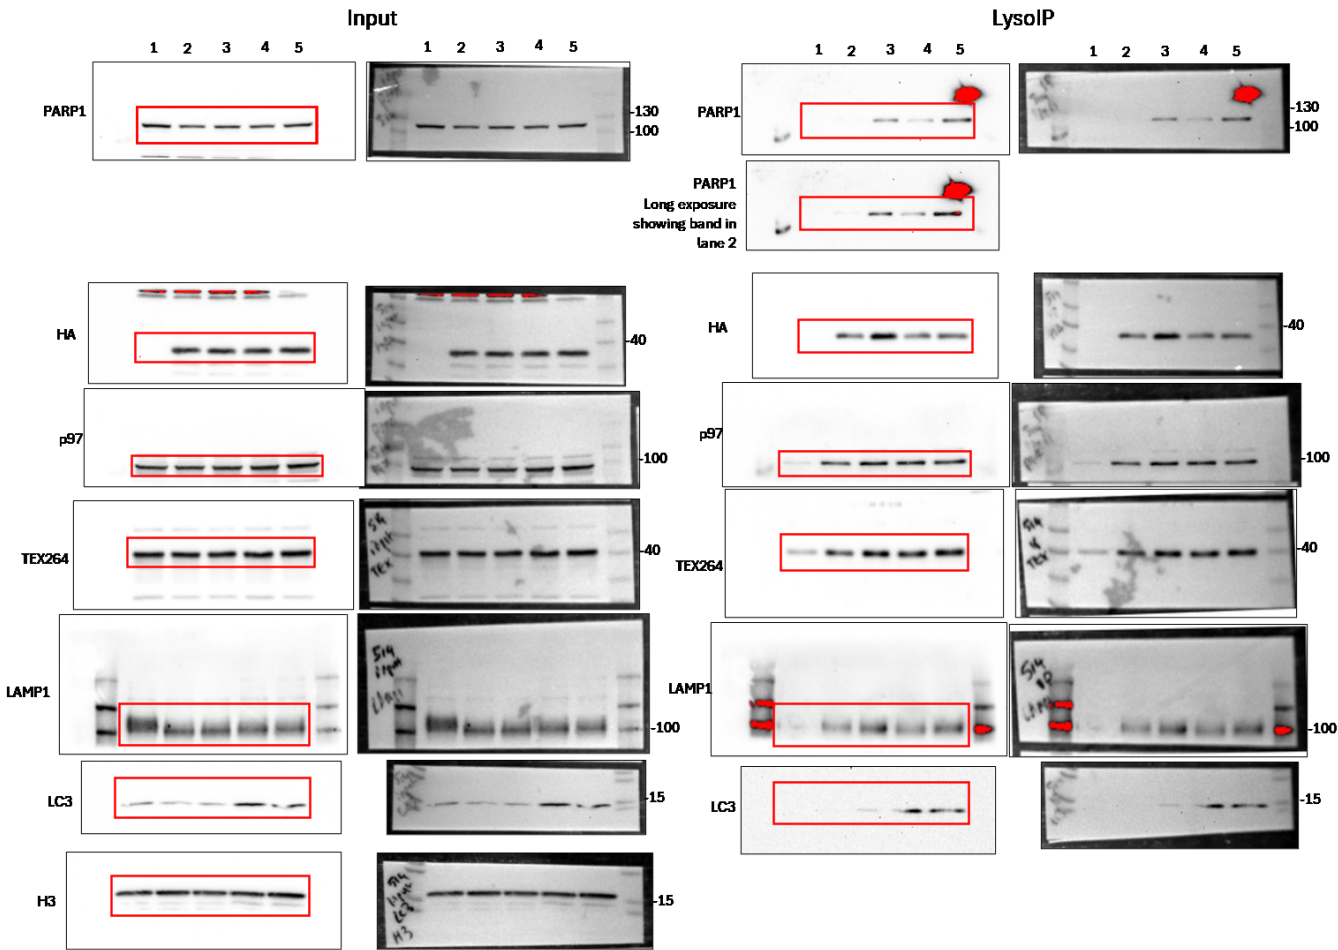 Input
LysoIP
1 2 3 4 5
1 2 3 4 5
1 2 3 4 5
1 2 3 4 5
PARP1
-130
-100
PARP1
-130
-100
PARP1
Long exposure
showing band in
lane 2
HA
-40
HA
-40
p97
-100
p97
-100
TEX264
-40
TEX264
-40
LAMP1
-100
LAMP1
-100
LC3
-15
LC3
-15
H3
-15